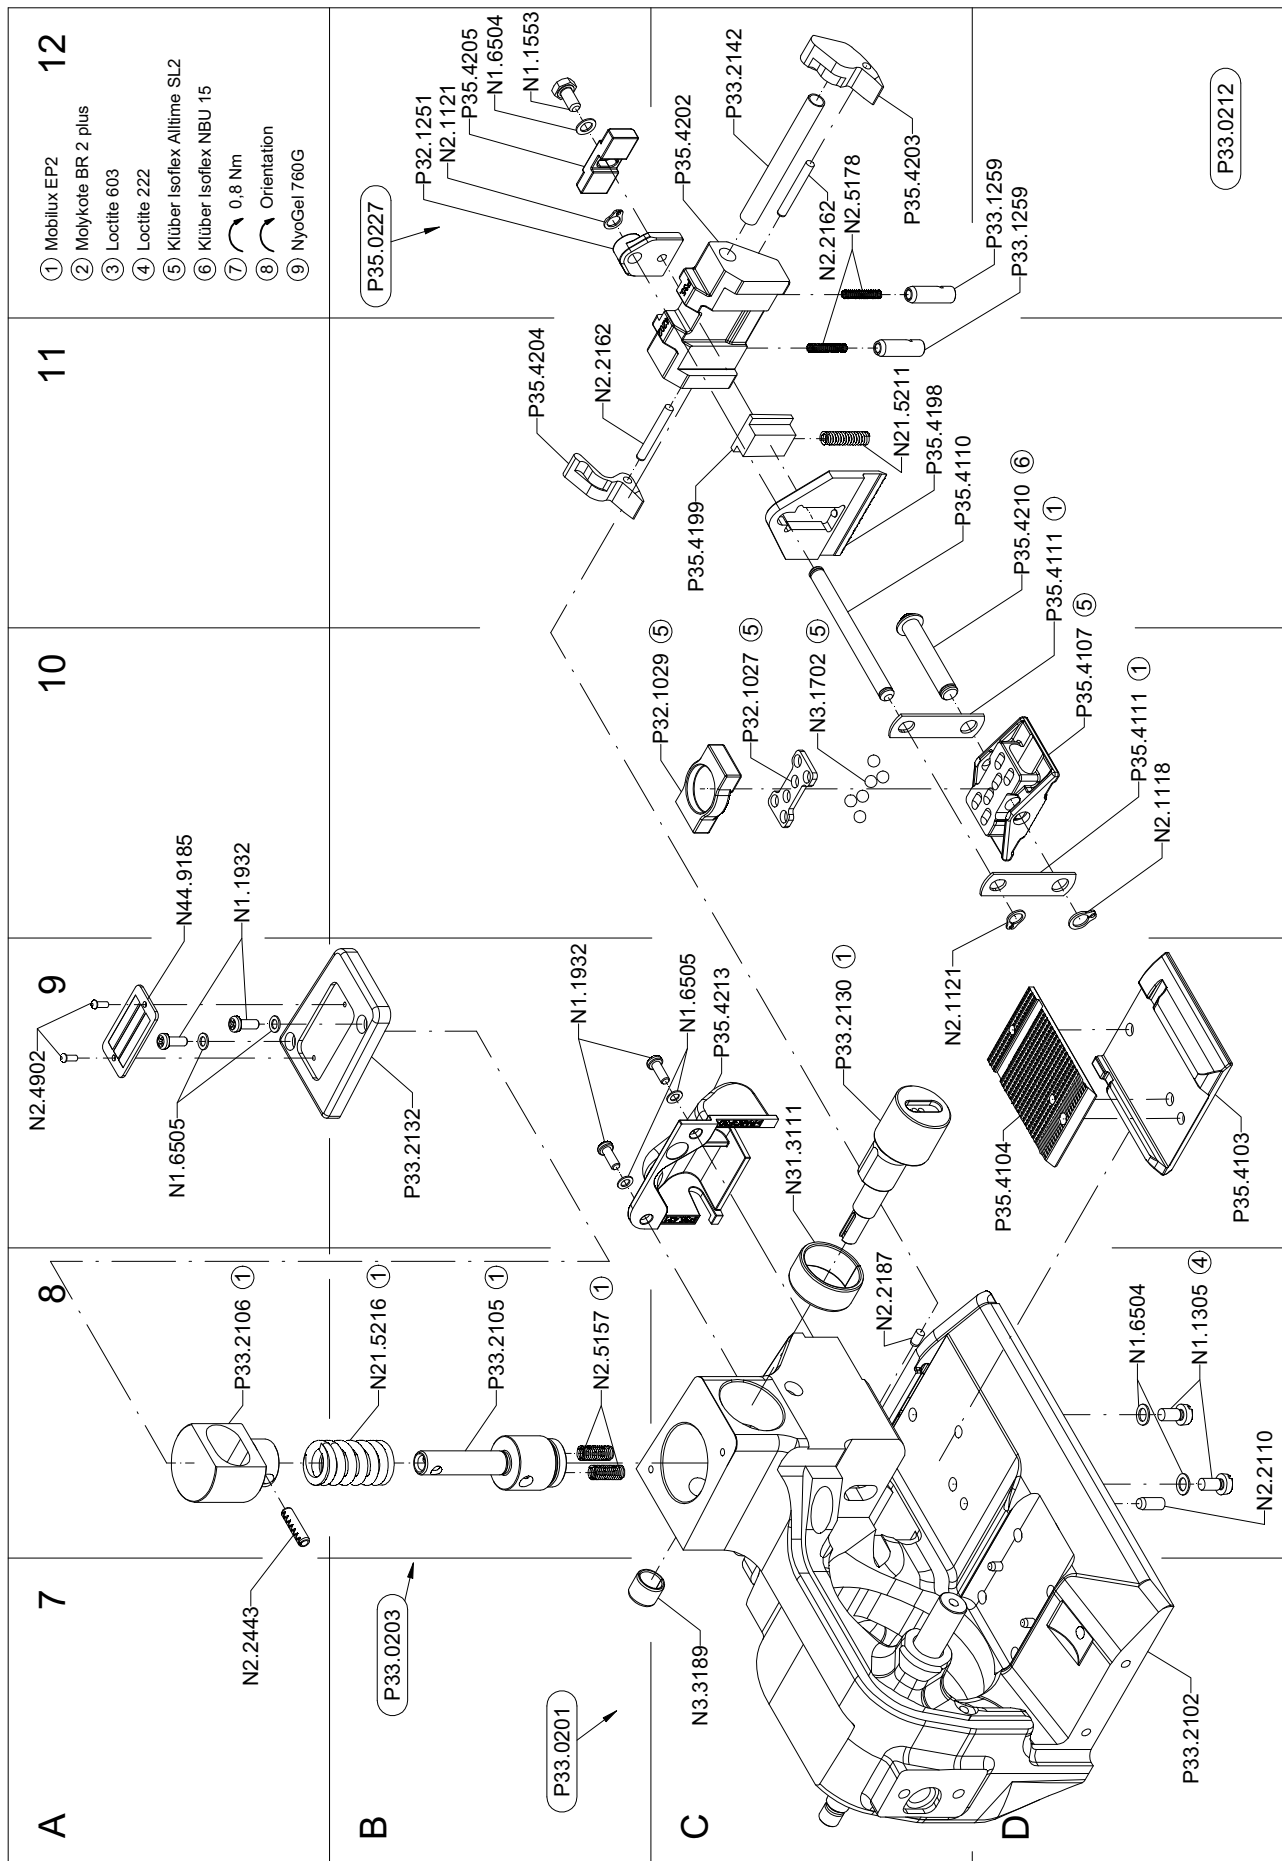 A
B
C
D
7
8
9
10
11
12
① Mobilux EP2
② Molykote BR 2 plus
③ Loctite 603
④ Loctite 222
⑤ Klüber Isoflex Alltime SL2
⑥ Klüber Isoflex NBU 15
⑦ 0,8 Nm
⑧ Orientation
⑨ NyoGel 760G
N2.2443
P33.2106 ①
N21.5216 ①
P33.2105 ①
N2.5157 ①
P33.0203
P33.0201
N3.3189
P33.2102
N2.2110
N1.1305 ④
N1.6504
N2.2187
N31.3111
P33.2130 ①
N2.4902
N1.6505
P33.2132
N44.9185
N1.1932
N1.1932
N1.6505
P35.4213
P35.4104
P35.4103
N2.1121
N2.1118
P35.4111 ①
P35.4107 ⑤
P35.4111 ①
P35.4210 ⑥
P35.4110
P35.4198
N21.5211
P32.1029 ⑤
P32.1027 ⑤
N3.1702 ⑤
P35.4199
P35.4204
N2.2162
P35.0227
P32.1251
N2.1121
P35.4205
N1.6504
N1.1553
P35.4202
P33.2142
P35.4203
N2.2162
N2.5178
P33.1259
P33.1259
P33.0212